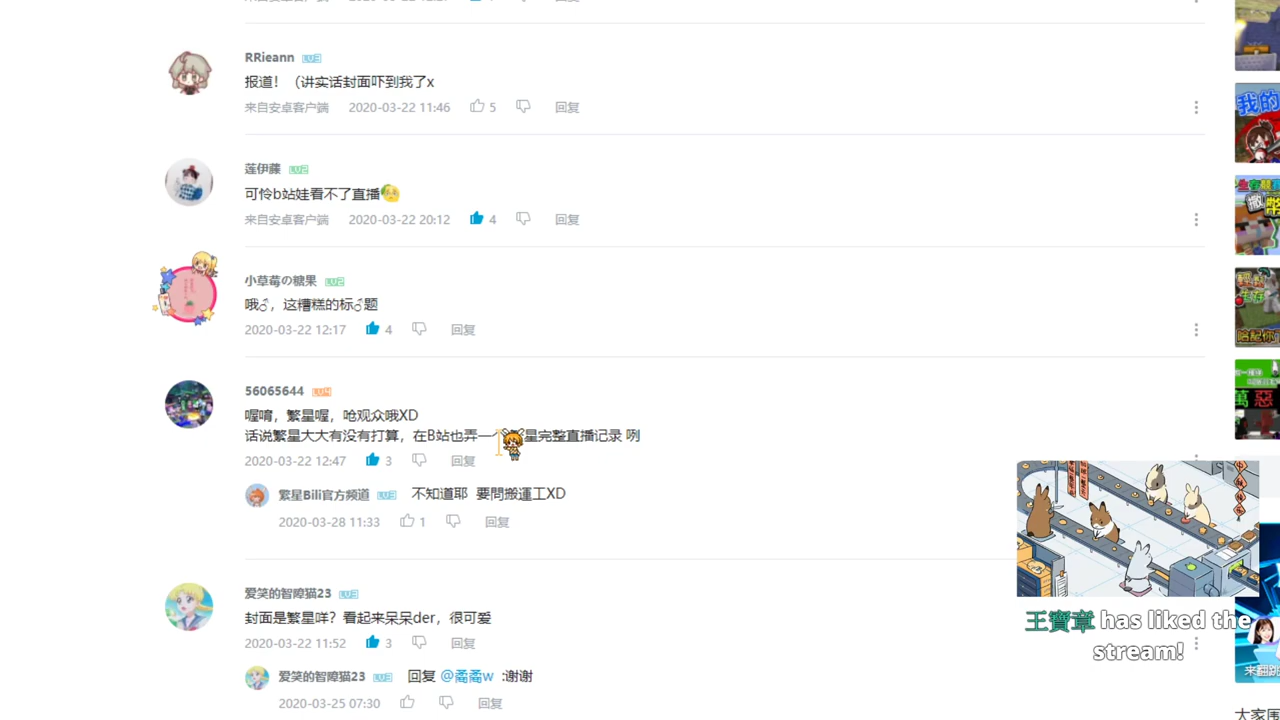 RRieann
报道！（讲实话封面吓到我了x
来自安卓客户端 2020-03-22 11:46 5 回复
莲伊藤
可怜b站娃看不了直播
来自安卓客户端 2020-03-22 20:12 4 回复
小草莓の糖果
哦♂，这槽糕的标♂题
2020-03-22 12:17 4 回复
56065644
喔唷，繁星喔，呛观众哦XD
话说繁星大大有没有打算，在B站也弄一个 星完整直播记录 咧
2020-03-22 12:47 3 回复
繁星Bili官方频道 不知道耶 要問搬運工XD
2020-03-28 11:33 1 回复
爱笑的智障猫23
封面是繁星咩？看起来呆呆der，很可爱
2020-03-22 11:52 3 回复
爱笑的智障猫23 回复 @矞矞w :谢谢
2020-03-25 07:30 回复
我的
王寶章 has liked the
stream!